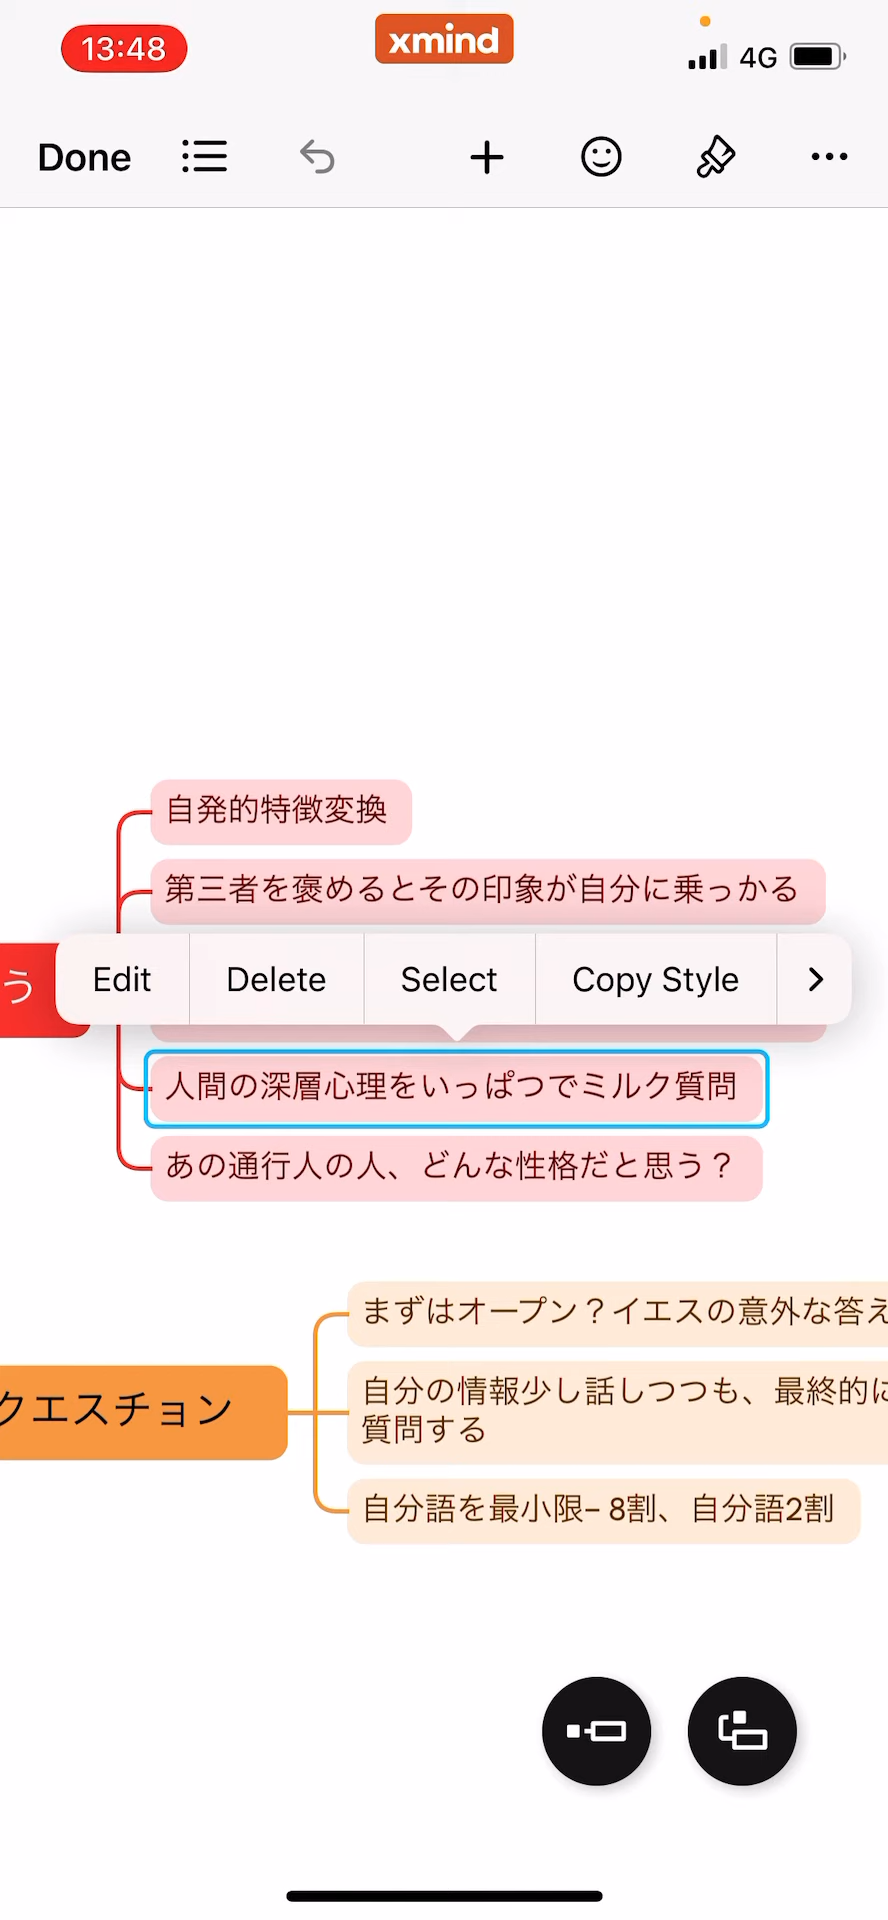 13:48
xmind
4G
Done
自発的特徴変換
第三者を褒めるとその印象が自分に乗っかる
う
Edit
Delete
Select
Copy Style
人間の深層心理をいっぱつでミルク質問
あの通行人の人、どんな性格だと思う？
まずはオープン？イエスの意外な答え
クエスチョン
自分の情報少し話しつつも、最終的に
質問する
自分語を最小限– 8割、自分語2割